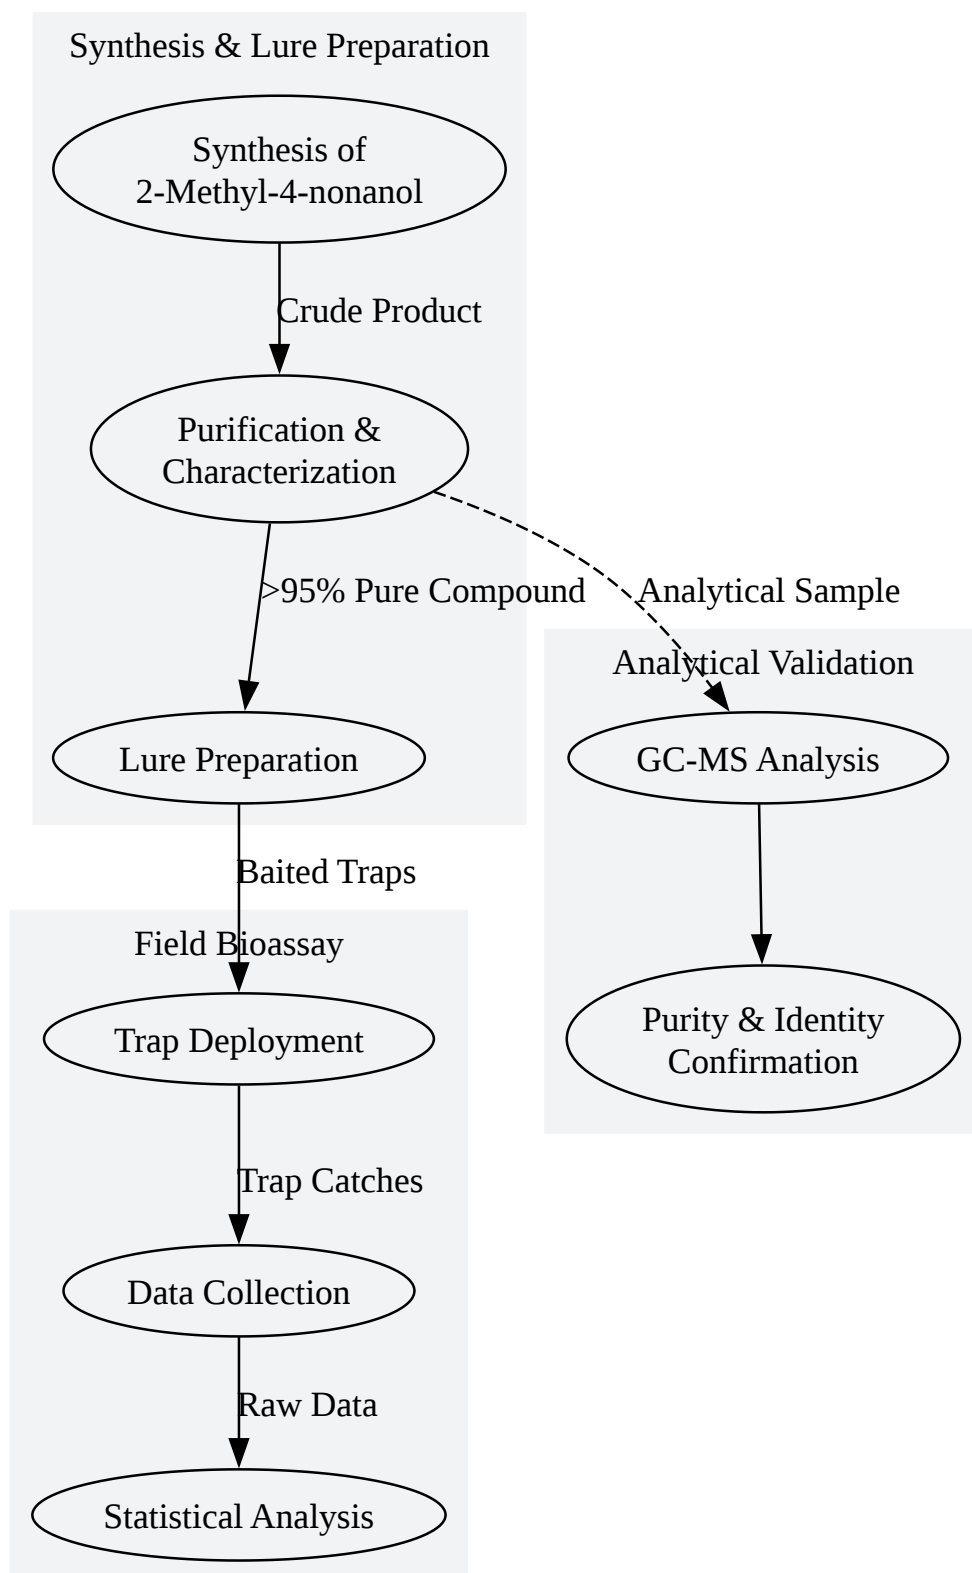 Synthesis & Lure Preparation
Synthesis of
2-Methyl-4-nonanol
Crude Product
Purification &
Characterization
>95% Pure Compound
Analytical Sample
Analytical Validation
Lure Preparation
GC-MS Analysis
Baited Traps
Field Bioassay
Trap Deployment
Purity & Identity
Confirmation
Trap Catches
Data Collection
Raw Data
Statistical Analysis